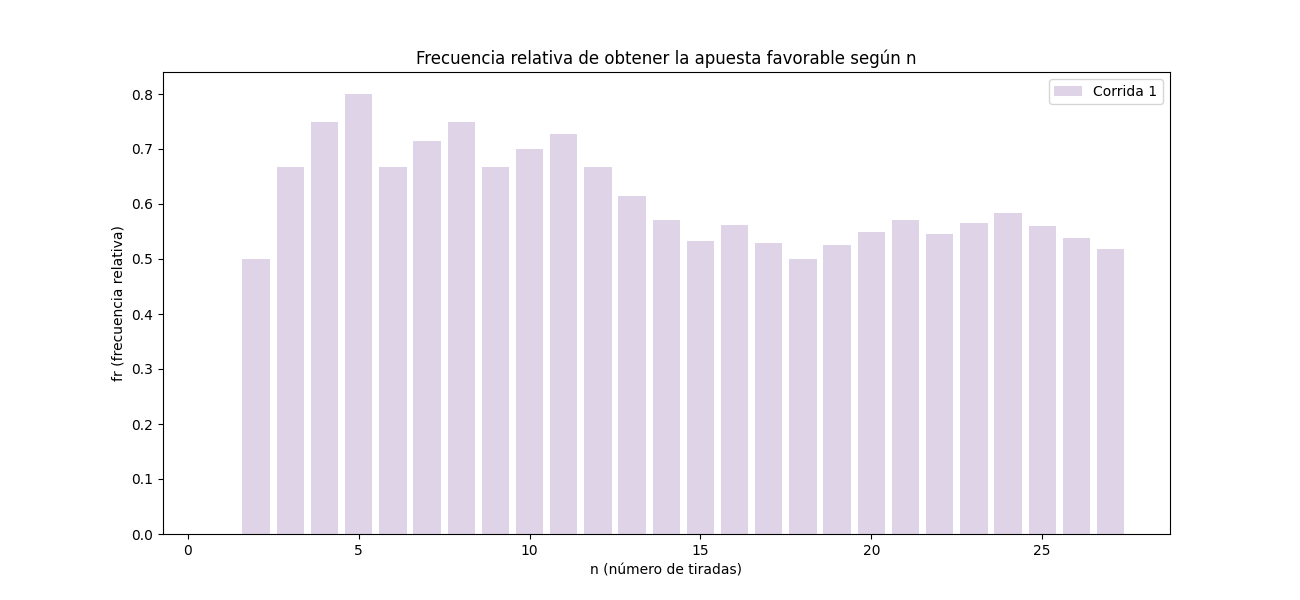 Frecuencia relativa de obtener la apuesta favorable según n
Corrida 1
fr (frecuencia relativa)
0.8
0.7
0.6
0.5
0.4
0.3
0.2
0.1
0.0
0 5 10 15 20 25
n (número de tiradas)